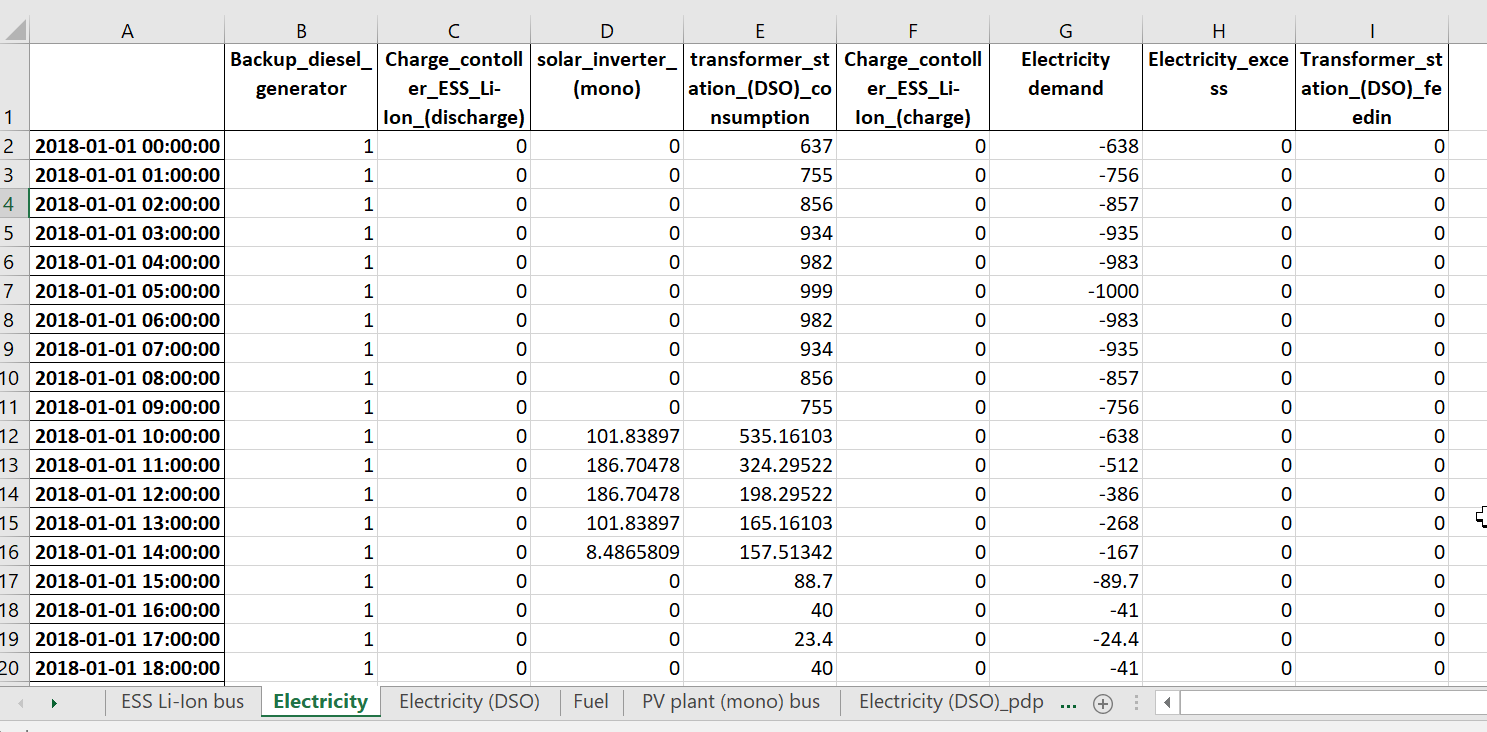 A B C D E F G H I
1 Backup_diesel_ Charge_contoll solar_inverter_ transformer_st Charge_contoll Electricity Electricity_exce Transformer_st
generator er_ESS_Li- (mono) ation_(DSO)_co er_ESS_Li- demand ss ation_(DSO)_fe
Ion_(discharge) nsumption Ion_(charge) edin
2 2018-01-01 00:00:00 1 0 0 637 0 -638 0 0
3 2018-01-01 01:00:00 1 0 0 755 0 -756 0 0
4 2018-01-01 02:00:00 1 0 0 856 0 -857 0 0
5 2018-01-01 03:00:00 1 0 0 934 0 -935 0 0
6 2018-01-01 04:00:00 1 0 0 982 0 -983 0 0
7 2018-01-01 05:00:00 1 0 0 999 0 -1000 0 0
8 2018-01-01 06:00:00 1 0 0 982 0 -983 0 0
9 2018-01-01 07:00:00 1 0 0 934 0 -935 0 0
10 2018-01-01 08:00:00 1 0 0 856 0 -857 0 0
11 2018-01-01 09:00:00 1 0 0 755 0 -756 0 0
12 2018-01-01 10:00:00 1 0 101.83897 535.16103 0 -638 0 0
13 2018-01-01 11:00:00 1 0 186.70478 324.29522 0 -512 0 0
14 2018-01-01 12:00:00 1 0 186.70478 198.29522 0 -386 0 0
15 2018-01-01 13:00:00 1 0 101.83897 165.16103 0 -268 0 0
16 2018-01-01 14:00:00 1 0 8.4865809 157.51342 0 -167 0 0
17 2018-01-01 15:00:00 1 0 0 88.7 0 -89.7 0 0
18 2018-01-01 16:00:00 1 0 0 40 0 -41 0 0
19 2018-01-01 17:00:00 1 0 0 23.4 0 -24.4 0 0
20 2018-01-01 18:00:00 1 0 0 40 0 -41 0 0
ESS Li-Ion bus Electricity Electricity (DSO) Fuel PV plant (mono) bus Electricity (DSO)_pdp ...